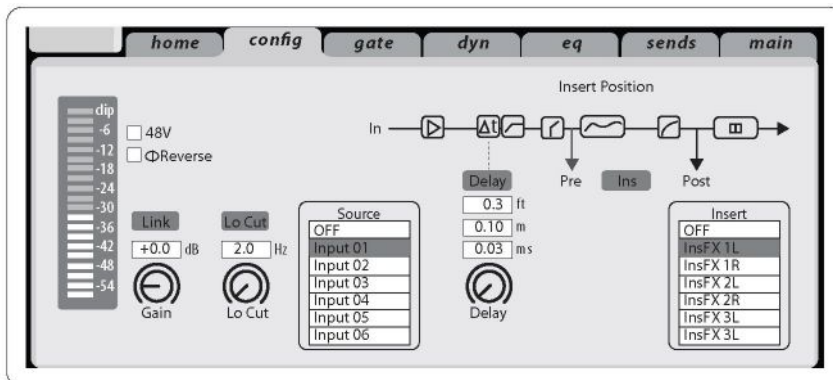 home config gate dyn eq sends main
Insert Position
clip
-6
-12
-18
-24
-30
-36
-42
-48
-54
48V
ΦReverse
In
Δt
Delay
Pre
Ins
Post
0.3 ft
0.10 m
0.03 ms
Delay
Link
+0.0 dB
Gain
Lo Cut
2.0 Hz
Lo Cut
Source
OFF
Input 01
Input 02
Input 03
Input 04
Input 05
Input 06
Insert
OFF
InsFX 1L
InsFX 1R
InsFX 2L
InsFX 2R
InsFX 3L
InsFX 3L